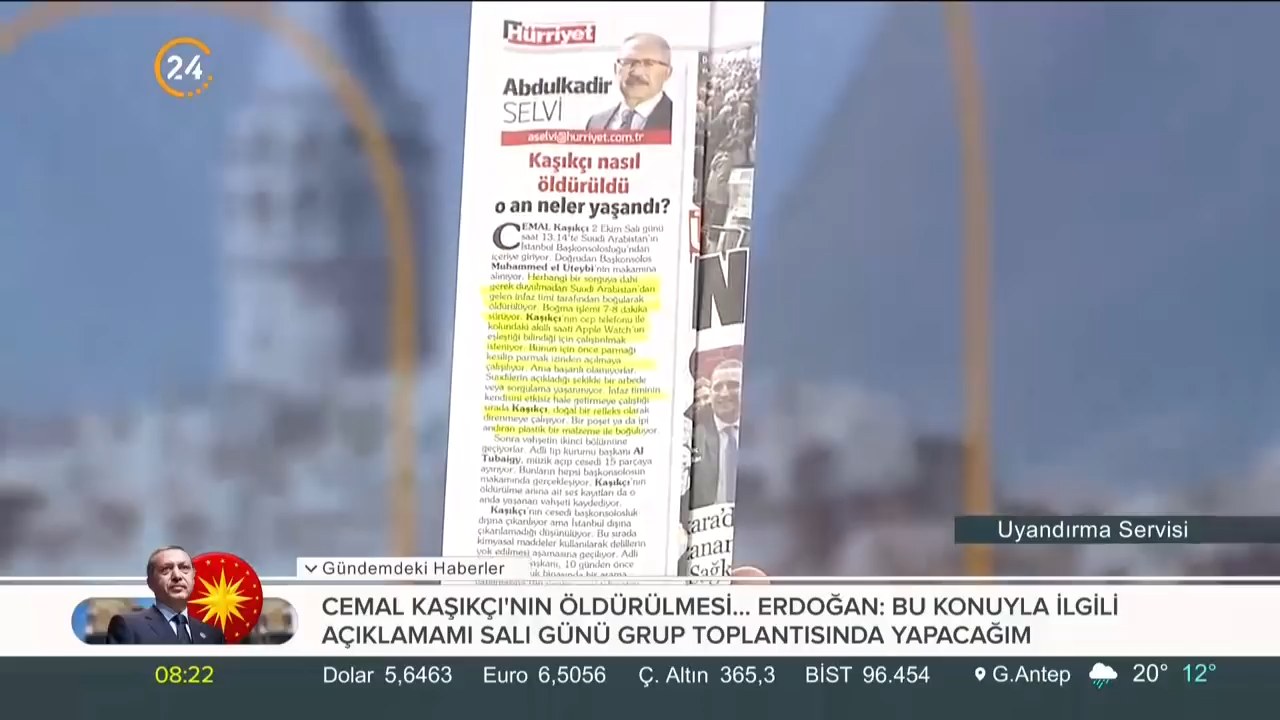 24
Hürriyet
Abdulkadir
SELVİ
aselvi@hurriyet.com.tr
Kaşıkçı nasıl
öldürüldü
o an neler yaşandı?
CEMAL Kaşıkçı 2 Ekim Salı günü
saat 13.14'te Suudi Arabistan'ın
İstanbul Başkonsolosluğu'ndan
içeriye giriyor. Doğrudan Başkonsolos
Muhammed el Uteybi'nin makamına
alınıyor. Herhangi bir sorguya dahi
gerek duyulmadan Suudi Arabistan'dan
gelen infaz timi tarafından boğularak
öldürülüyor. Boğma işlemi 7-8 dakika
sürüyor. Kaşıkçı'nın cep telefonu ile
kolundaki akıllı saati Apple Watch'un
eşleştiği bilindiği için çalıştırılmak
isteniyor. Bunun için önce parmağı
kesilip parmak izinden açılmaya
çalışılıyor. Ama başarılı olamıyorlar.
Suudilerin açıkladığı şekilde bir arbede
veya sorgulama yaşanmıyor. İnfaz timinin
kendisini etkisiz hale getirmeye çalıştığı
sırada Kaşıkçı, doğal bir refleks olarak
direnmeye çalışıyor. Bir poşet ya da ipi
andıran plastik bir malzeme ile boğuluyor.
Sonra vahşetin ikinci bölümüne
geçiyorlar. Adli tıp kurumu başkanı Al
Tubaigy, müzik açıp cesedi 15 parçaya
ayırıyor. Bunların hepsi başkonsolosun
makamında gerçekleşiyor. Kaşıkçı'nın
öldürülme anına ait ses kayıtları da o
anda yaşanan vahşeti kaydediyor.
Kaşıkçı'nın cesedi başkonsolosluk
dışına çıkarılıyor ama İstanbul dışına
çıkarılamadığı düşünülüyor. Bu sırada
kimyasal maddeler kullanılarak delillerin
yok edilmesi aşamasına geçiliyor. Adli
aşkanı, 10 günden önce
N
ara'd
anar
Sağk
Uyandırma Servisi
Gündemdeki Haberler
CEMAL KAŞIKÇI'NIN ÖLDÜRÜLMESİ... ERDOĞAN: BU KONUYLA İLGİLİ
AÇIKLAMAMI SALI GÜNÜ GRUP TOPLANTISINDA YAPACAĞIM
08:22 Dolar 5,6463 Euro 6,5056 Ç. Altın 365,3 BİST 96.454 G.Antep 20° 12°